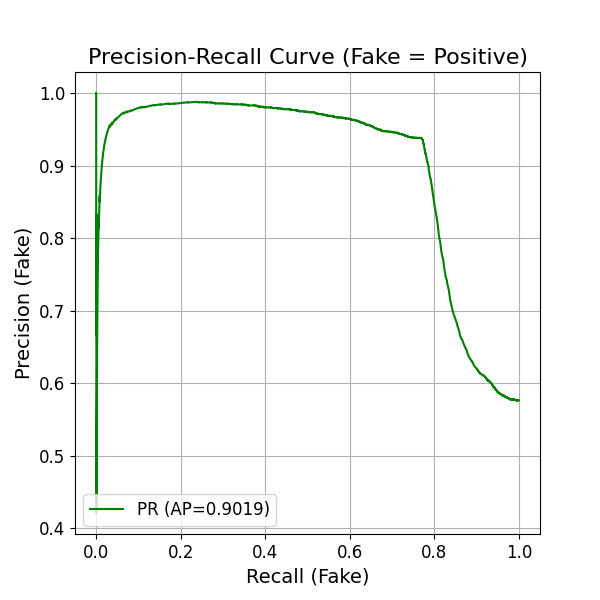 Precision-Recall Curve (Fake = Positive)
1.0
0.9
0.8
0.7
0.6
0.5
0.4
Precision (Fake)
PR (AP=0.9019)
0.0 0.2 0.4 0.6 0.8 1.0
Recall (Fake)